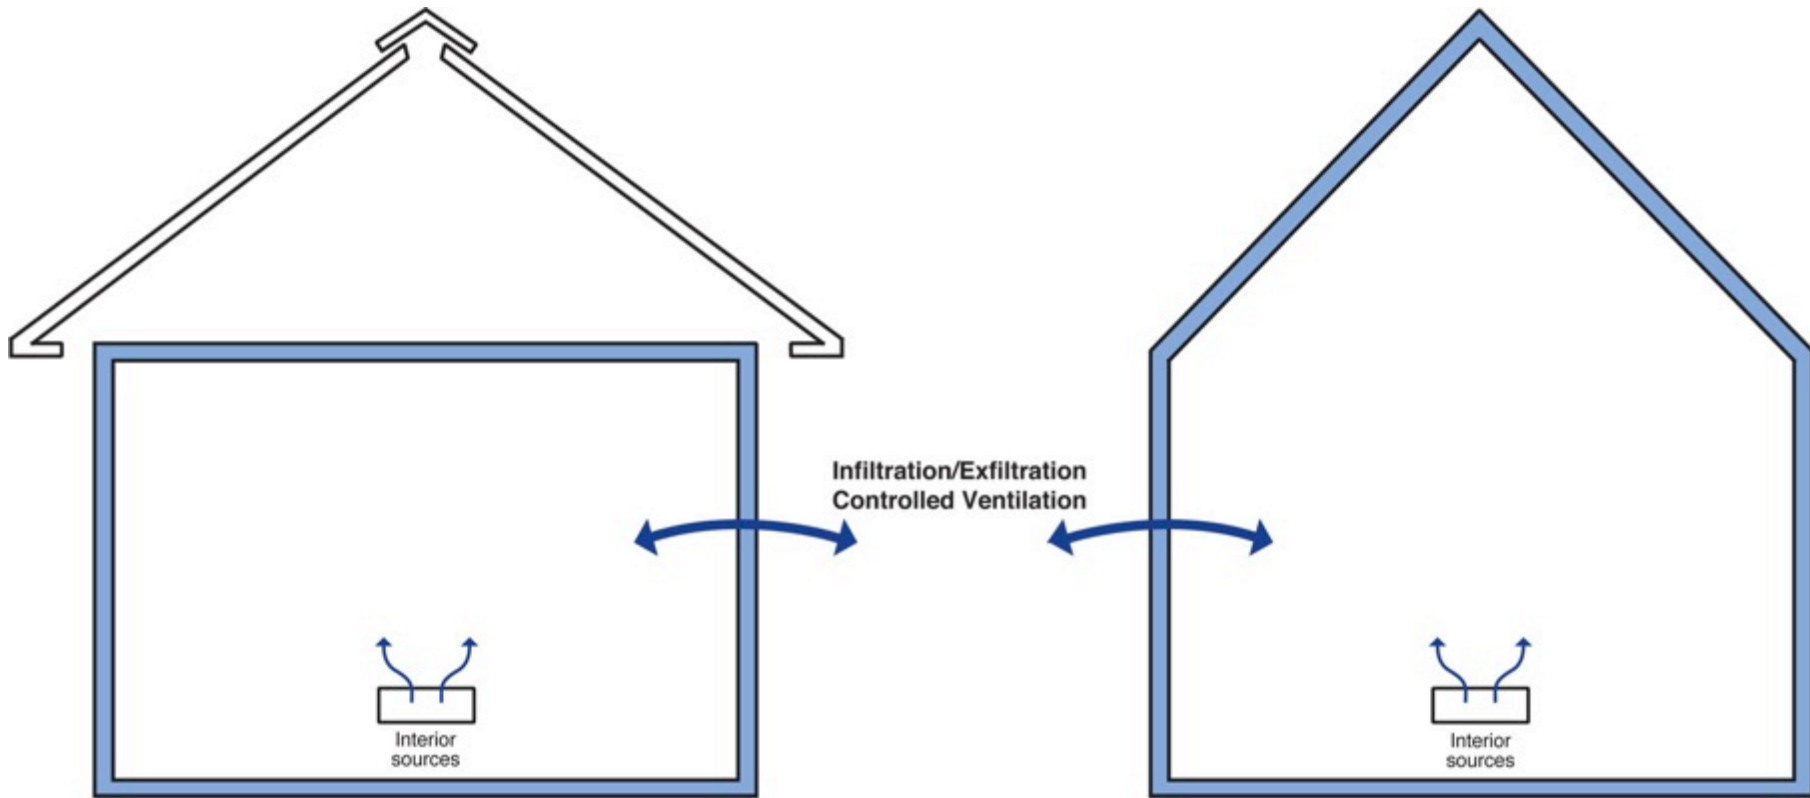 Infiltration/Exfiltration
Controlled Ventilation
Interior
sources
Interior
sources